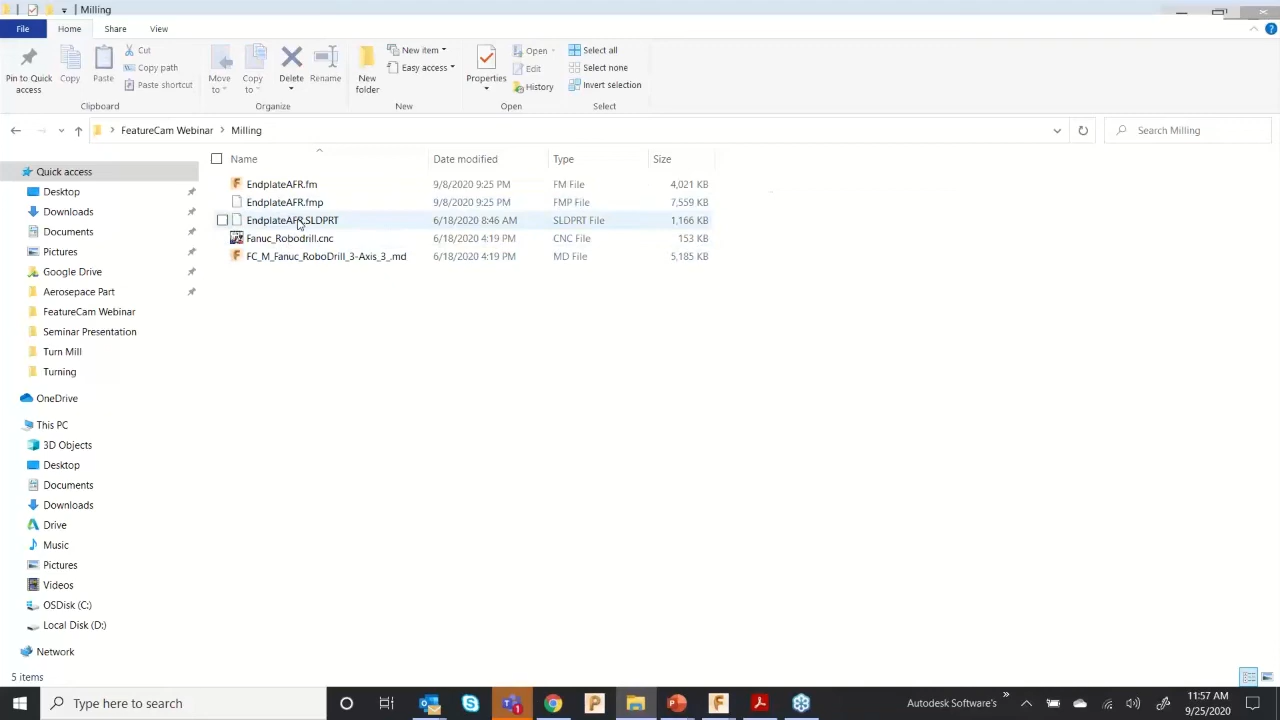 Milling
File Home Share View
Pin to Quick access
Copy
Paste
Cut
Copy path
Paste shortcut
Clipboard
Move to
Copy to
Delete
Rename
Organize
New folder
New item
Easy access
New
Properties
Open
Edit
History
Open
Select all
Select none
Invert selection
Select
FeatureCam Webinar > Milling
Search Milling
Name Date modified Type Size
EndplateAFR.fm 9/8/2020 9:25 PM FM File 4,021 KB
EndplateAFR.fmp 9/8/2020 9:25 PM FMP File 7,559 KB
EndplateAFR.SLDPRT 6/18/2020 8:46 AM SLDPRT File 1,166 KB
Fanuc_Robodrill.cnc 6/18/2020 4:19 PM CNC File 153 KB
FC_M_Fanuc_RoboDrill_3-Axis_3_.md 6/18/2020 4:19 PM MD File 5,185 KB
Quick access
Desktop
Downloads
Documents
Pictures
Google Drive
Aerosepace Part
FeatureCam Webinar
Seminar Presentation
Turn Mill
Turning
OneDrive
This PC
3D Objects
Desktop
Documents
Downloads
Drive
Music
Pictures
Videos
OSDisk (C:)
Local Disk (D:)
Network
5 items
Type here to search
Autodesk Software's
11:57 AM
9/25/2020